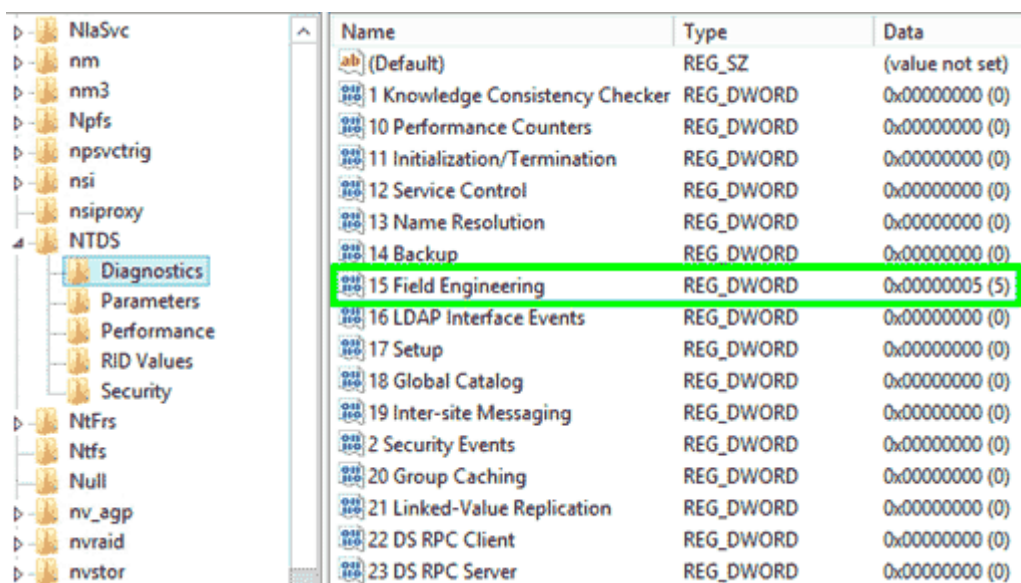 NlaSvc
nm
nm3
Npfs
npsvctrig
nsi
nsiproxy
NTDS
Diagnostics
Parameters
Performance
RID Values
Security
NtFrs
Ntfs
Null
nv_agp
nvraid
nvstor
Name Type Data
(Default) REG_SZ (value not set)
1 Knowledge Consistency Checker REG_DWORD 0x00000000 (0)
10 Performance Counters REG_DWORD 0x00000000 (0)
11 Initialization/Termination REG_DWORD 0x00000000 (0)
12 Service Control REG_DWORD 0x00000000 (0)
13 Name Resolution REG_DWORD 0x00000000 (0)
14 Backup REG_DWORD 0x00000000 (0)
15 Field Engineering REG_DWORD 0x00000005 (5)
16 LDAP Interface Events REG_DWORD 0x00000000 (0)
17 Setup REG_DWORD 0x00000000 (0)
18 Global Catalog REG_DWORD 0x00000000 (0)
19 Inter-site Messaging REG_DWORD 0x00000000 (0)
2 Security Events REG_DWORD 0x00000000 (0)
20 Group Caching REG_DWORD 0x00000000 (0)
21 Linked-Value Replication REG_DWORD 0x00000000 (0)
22 DS RPC Client REG_DWORD 0x00000000 (0)
23 DS RPC Server REG_DWORD 0x00000000 (0)